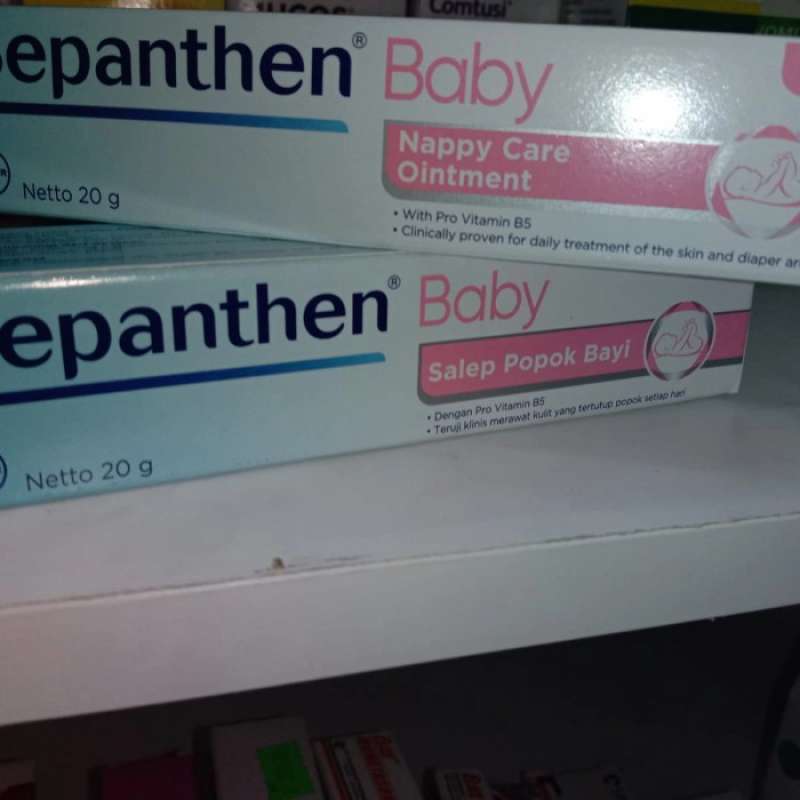 Comtusi
epanthen® Baby
Nappy Care
Ointment
Netto 20 g
• With Pro Vitamin B5
• Clinically proven for daily treatment of the skin and diaper ar
epanthen® Baby
Salep Popok Bayi
• Dengan Pro Vitamin B5
• Teruji klinis merawat kulit yang tertutup popok setiap hari
Netto 20 g